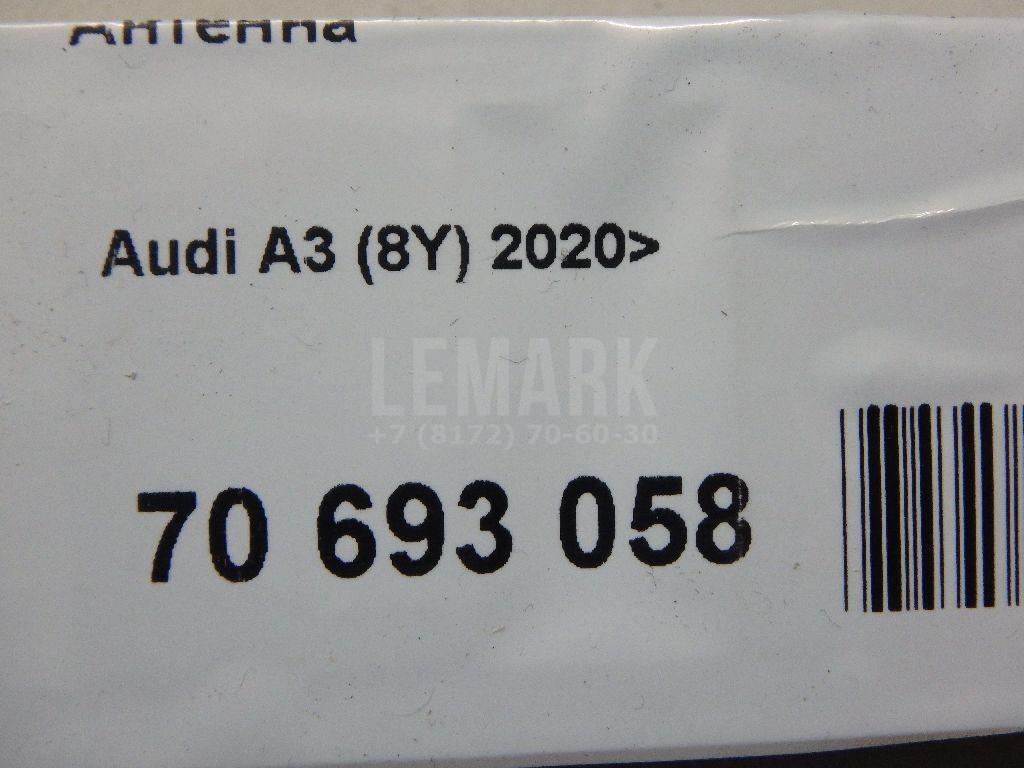 Антенна
Audi A3 (8Y) 2020>
LEMARK
+7 (8172) 70-60-30
70 693 058